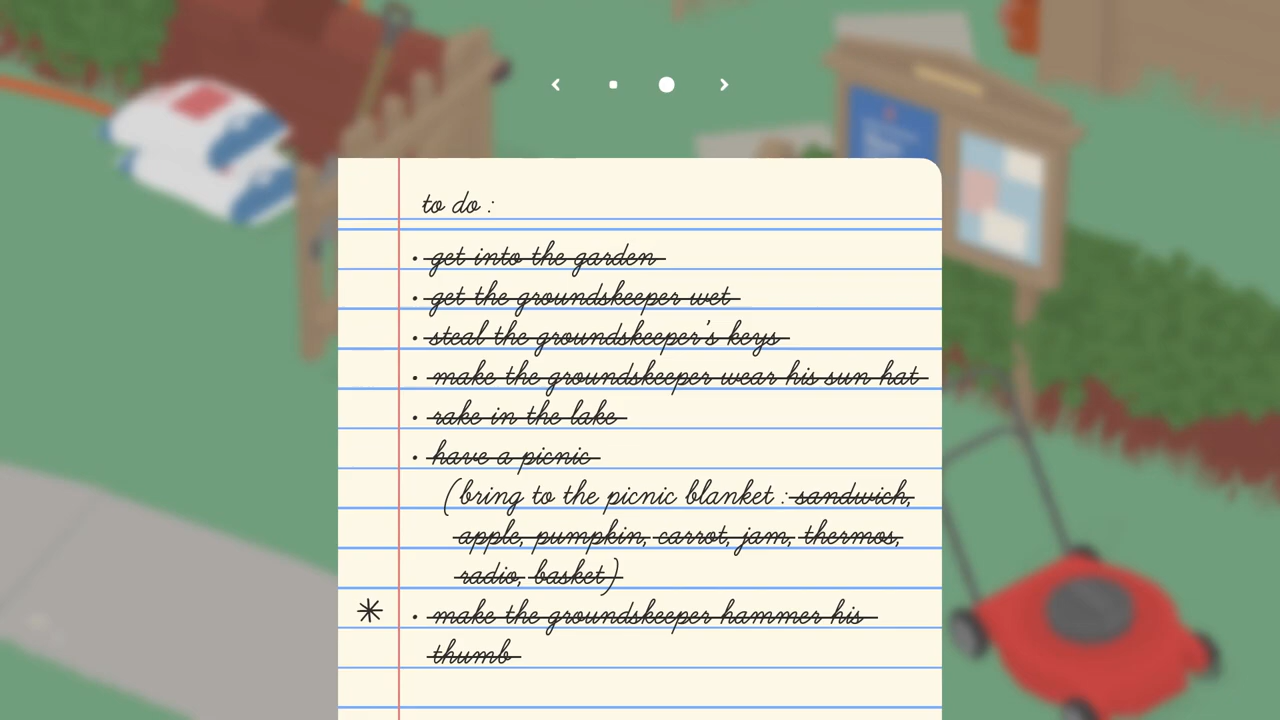 to do :
• get into the garden
• get the groundskeeper wet
• steal the groundskeeper's keys
• make the groundskeeper wear his sun hat
• rake in the lake
• have a picnic
(bring to the picnic blanket : sandwich,
apple, pumpkin, carrot, jam, thermos,
radio, basket)
• make the groundskeeper hammer his
thumb